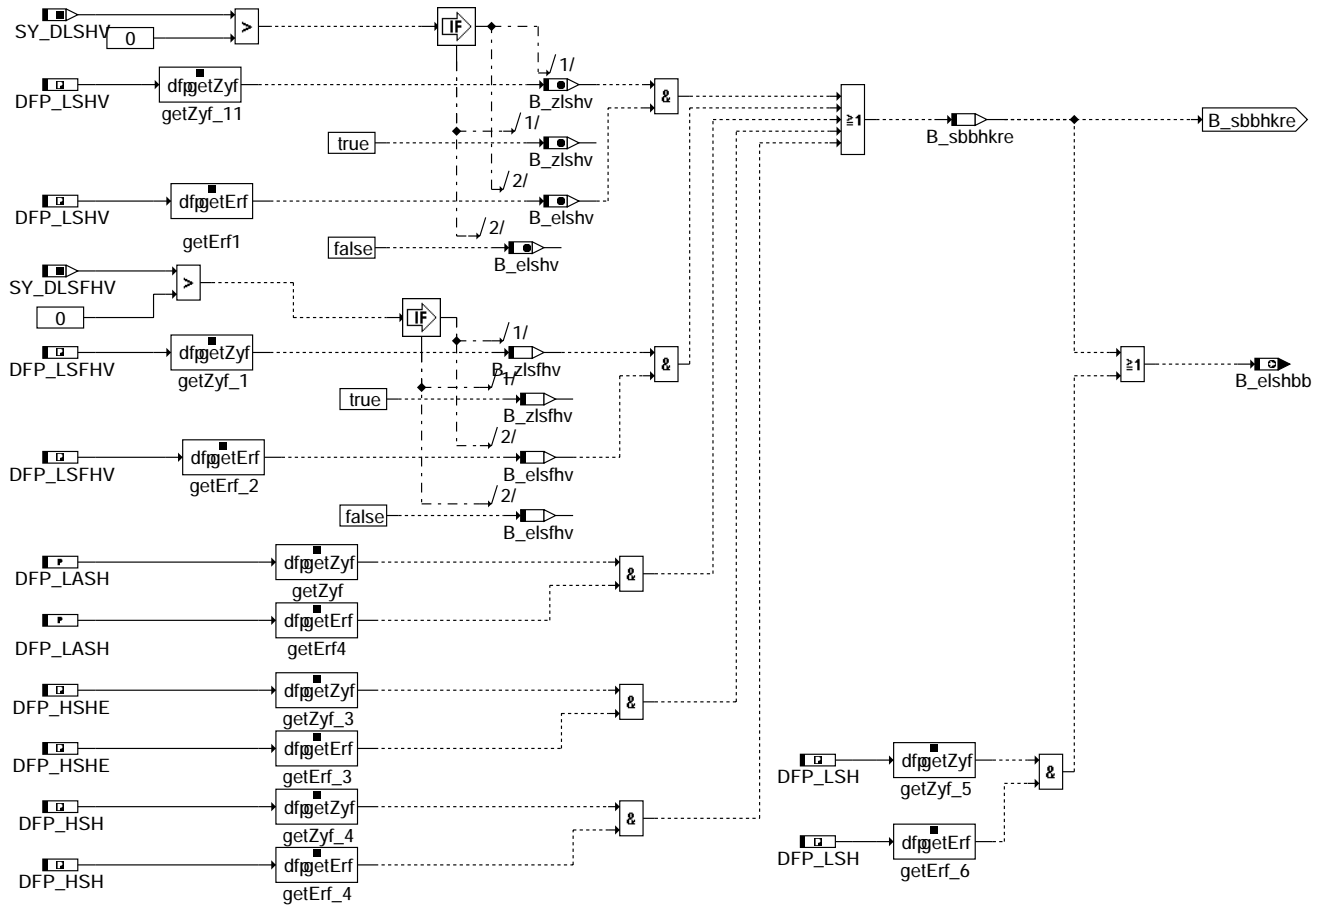 SY_DLSHV
0
>
IF
/1/
DFP_LSHV
dfpgetZyf
getZyf_11
B_zlshv
&
≧1
B_sbbhkre
B_sbbhkre
/1/
true
B_zlshv
/2/
DFP_LSHV
dfpgetErf
getErf1
B_elshv
/2/
false
B_elshv
SY_DLSFHV
>
0
IF
/1/
DFP_LSFHV
dfpgetZyf
getZyf_1
B_zlsfhv
&
≧1
B_elshbb
/1/
true
B_zlsfhv
/2/
DFP_LSFHV
dfpgetErf
getErf_2
B_elsfhv
/2/
false
B_elsfhv
DFP_LASH
dfpgetZyf
getZyf
&
DFP_LASH
dfpgetErf
getErf4
DFP_HSHE
dfpgetZyf
getZyf_3
&
DFP_HSHE
dfpgetErf
getErf_3
DFP_LSH
dfpgetZyf
getZyf_5
&
DFP_HSH
dfpgetZyf
getZyf_4
&
DFP_LSH
dfpgetErf
getErf_6
DFP_HSH
dfpgetErf
getErf_4